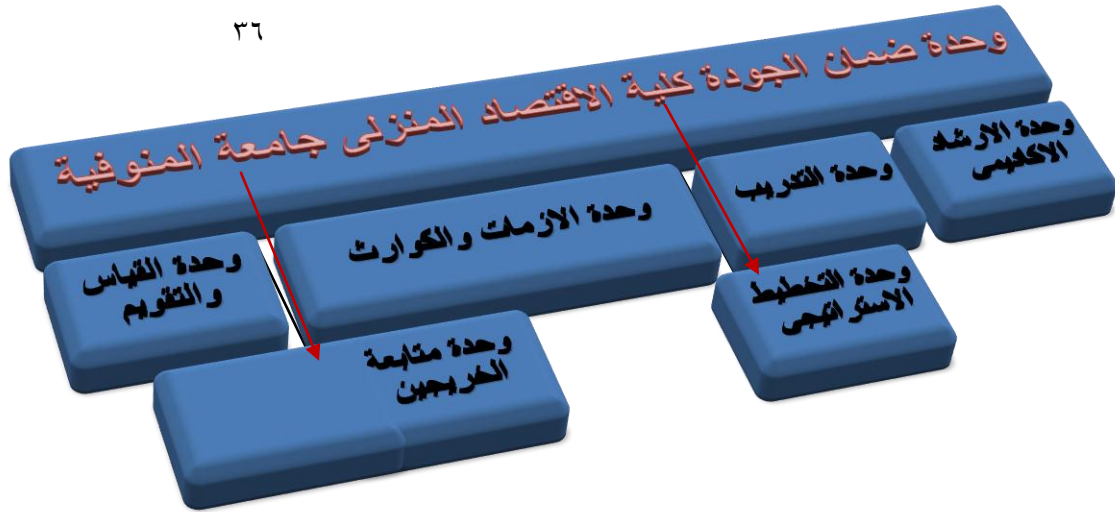 ٣٦
وحدة ضمان الجودة كلية الاقتصاد المنزلى جامعة المنوفية
وحدة الارشاد
الاكاديمى
وحدة التدريب
وحدة الازمات والكوارث
وحدة القياس
والتقويم
وحدة التخطيط
الاستراتيجى
وحدة متابعة
الخريجين